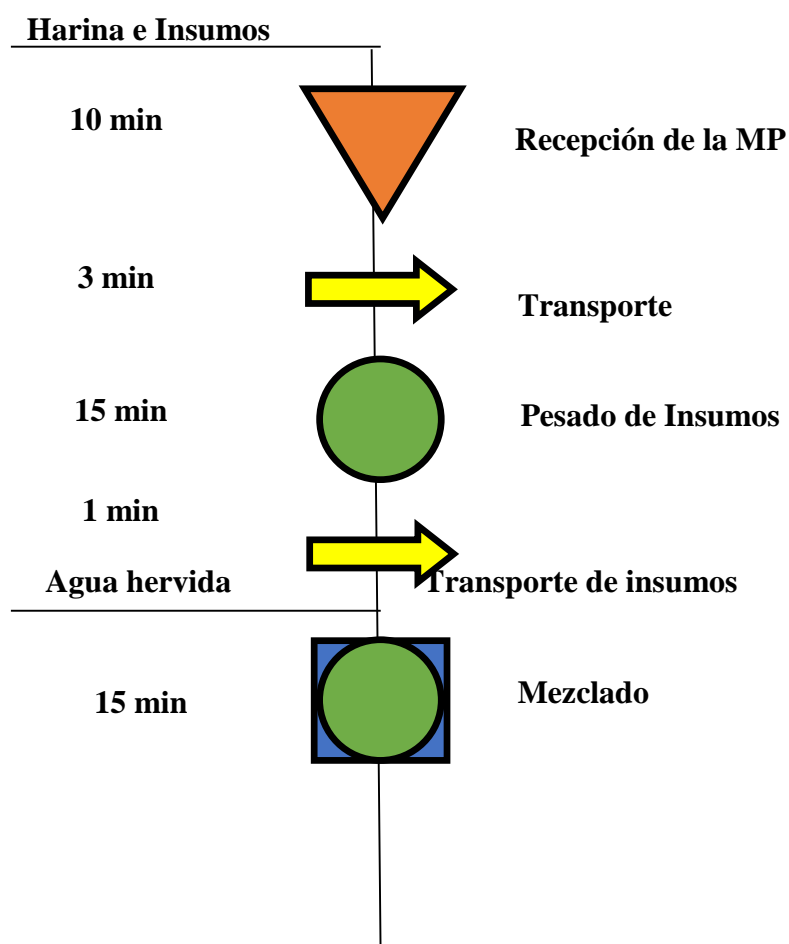 Harina e Insumos
10 min
Recepción de la MP
3 min
Transporte
15 min
Pesado de Insumos
1 min
Agua hervida
Transporte de insumos
15 min
Mezclado